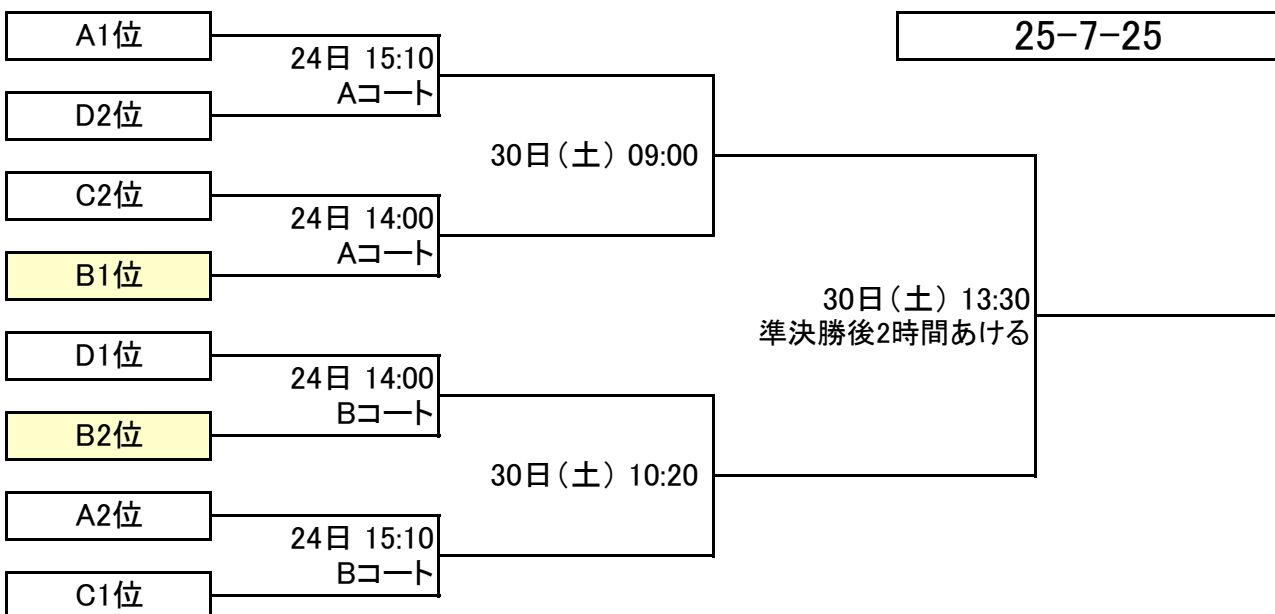 A1位
25-7-25
24日 15:10
Aコート
D2位
30日（土） 09:00
C2位
24日 14:00
Aコート
B1位
30日（土） 13:30
準決勝後2時間あける
D1位
24日 14:00
Bコート
B2位
30日（土） 10:20
A2位
24日 15:10
Bコート
C1位